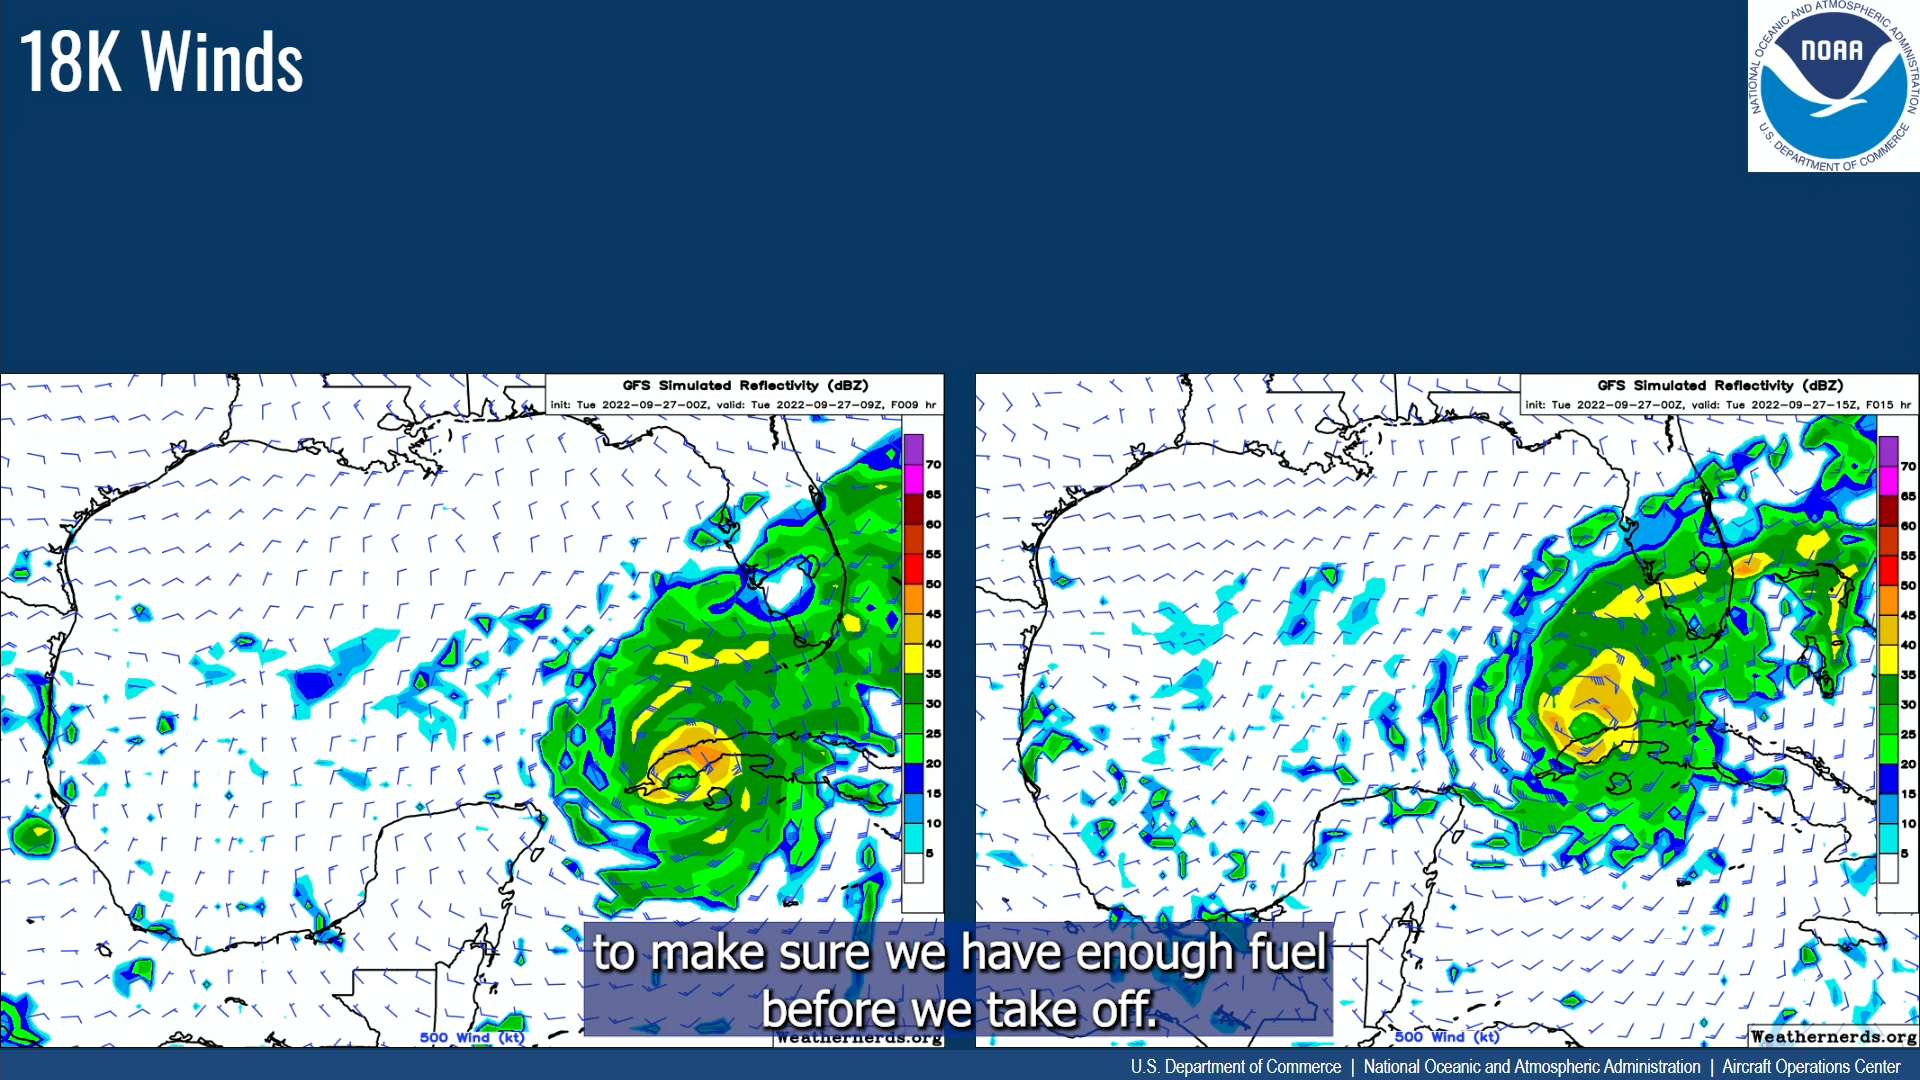 18K Winds
NATIONAL OCEANIC AND ATMOSPHERIC ADMINISTRATION
NOAA
U.S. DEPARTMENT OF COMMERCE
GFS Simulated Reflectivity (dBZ)
init: Tue 2022-09-27-00Z, valid: Tue 2022-09-27-09Z, F009 hr
70
65
60
55
50
45
40
35
30
25
20
15
10
5
500 Wind (kt)
Weathernerds.org
GFS Simulated Reflectivity (dBZ)
init: Tue 2022-09-27-00Z, valid: Tue 2022-09-27-15Z, F015 hr
70
65
60
55
50
45
40
35
30
25
20
15
10
5
500 Wind (kt)
Weathernerds.org
to make sure we have enough fuel
before we take off.
U.S. Department of Commerce | National Oceanic and Atmospheric Administration | Aircraft Operations Center